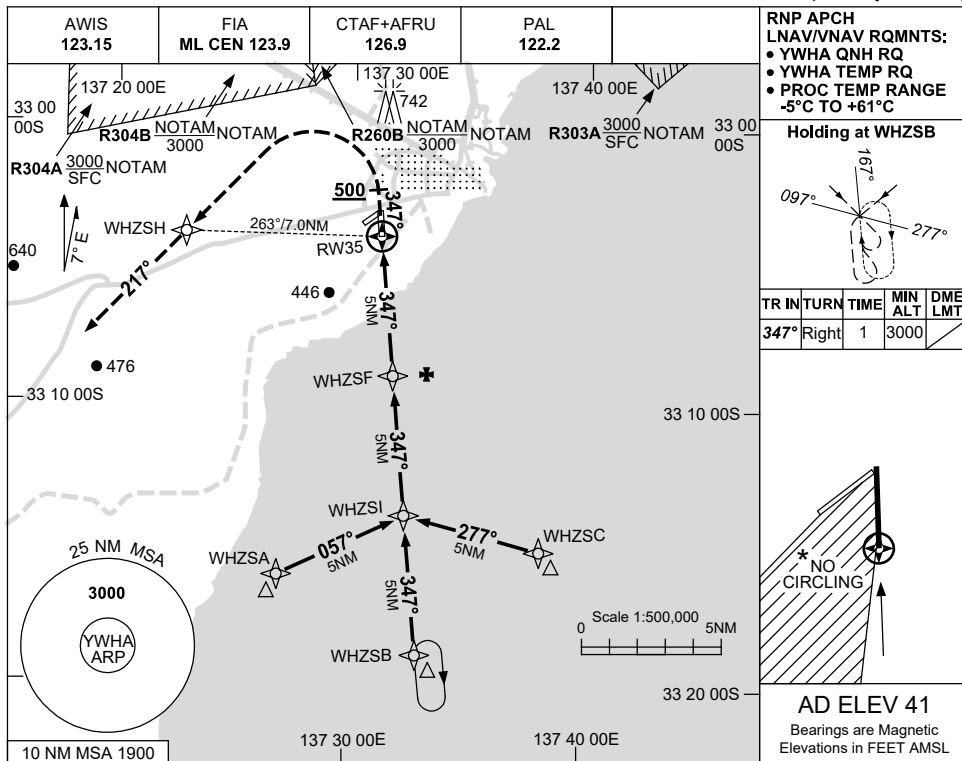 AWIS
123.15
FIA
ML CEN 123.9
CTAF+AFRU
126.9
PAL
122.2
RNP APCH
LNAV/VNAV RQMNTS:
• YWHA QNH RQ
• YWHA TEMP RQ
• PROC TEMP RANGE
-5°C TO +61°C
137 20 00E
137 30 00E
137 40 00E
33 00
00S
742
33 00
00S
R304B NOTAM NOTAM
3000
R260B NOTAM NOTAM
3000
R303A 3000 NOTAM
SFC
R304A 3000 NOTAM
SFC
Holding at WHZSB
167°
097°
277°
TR IN TURN TIME MIN ALT DME LMT
347° Right 1 3000
500
347°
WHZSH
263°/7.0NM
RW35
7° E
640
217°
446
347°
5NM
476
WHZSF
33 10 00S
33 10 00S
347°
5NM
WHZSI
WHZSA
057°
5NM
277°
5NM
WHZSC
347°
5NM
25 NM MSA
3000
YWHA
ARP
WHZSB
Scale 1:500,000
0 5NM
* NO
CIRCLING
33 20 00S
10 NM MSA 1900
137 30 00E
137 40 00E
AD ELEV 41
Bearings are Magnetic
Elevations in FEET AMSL